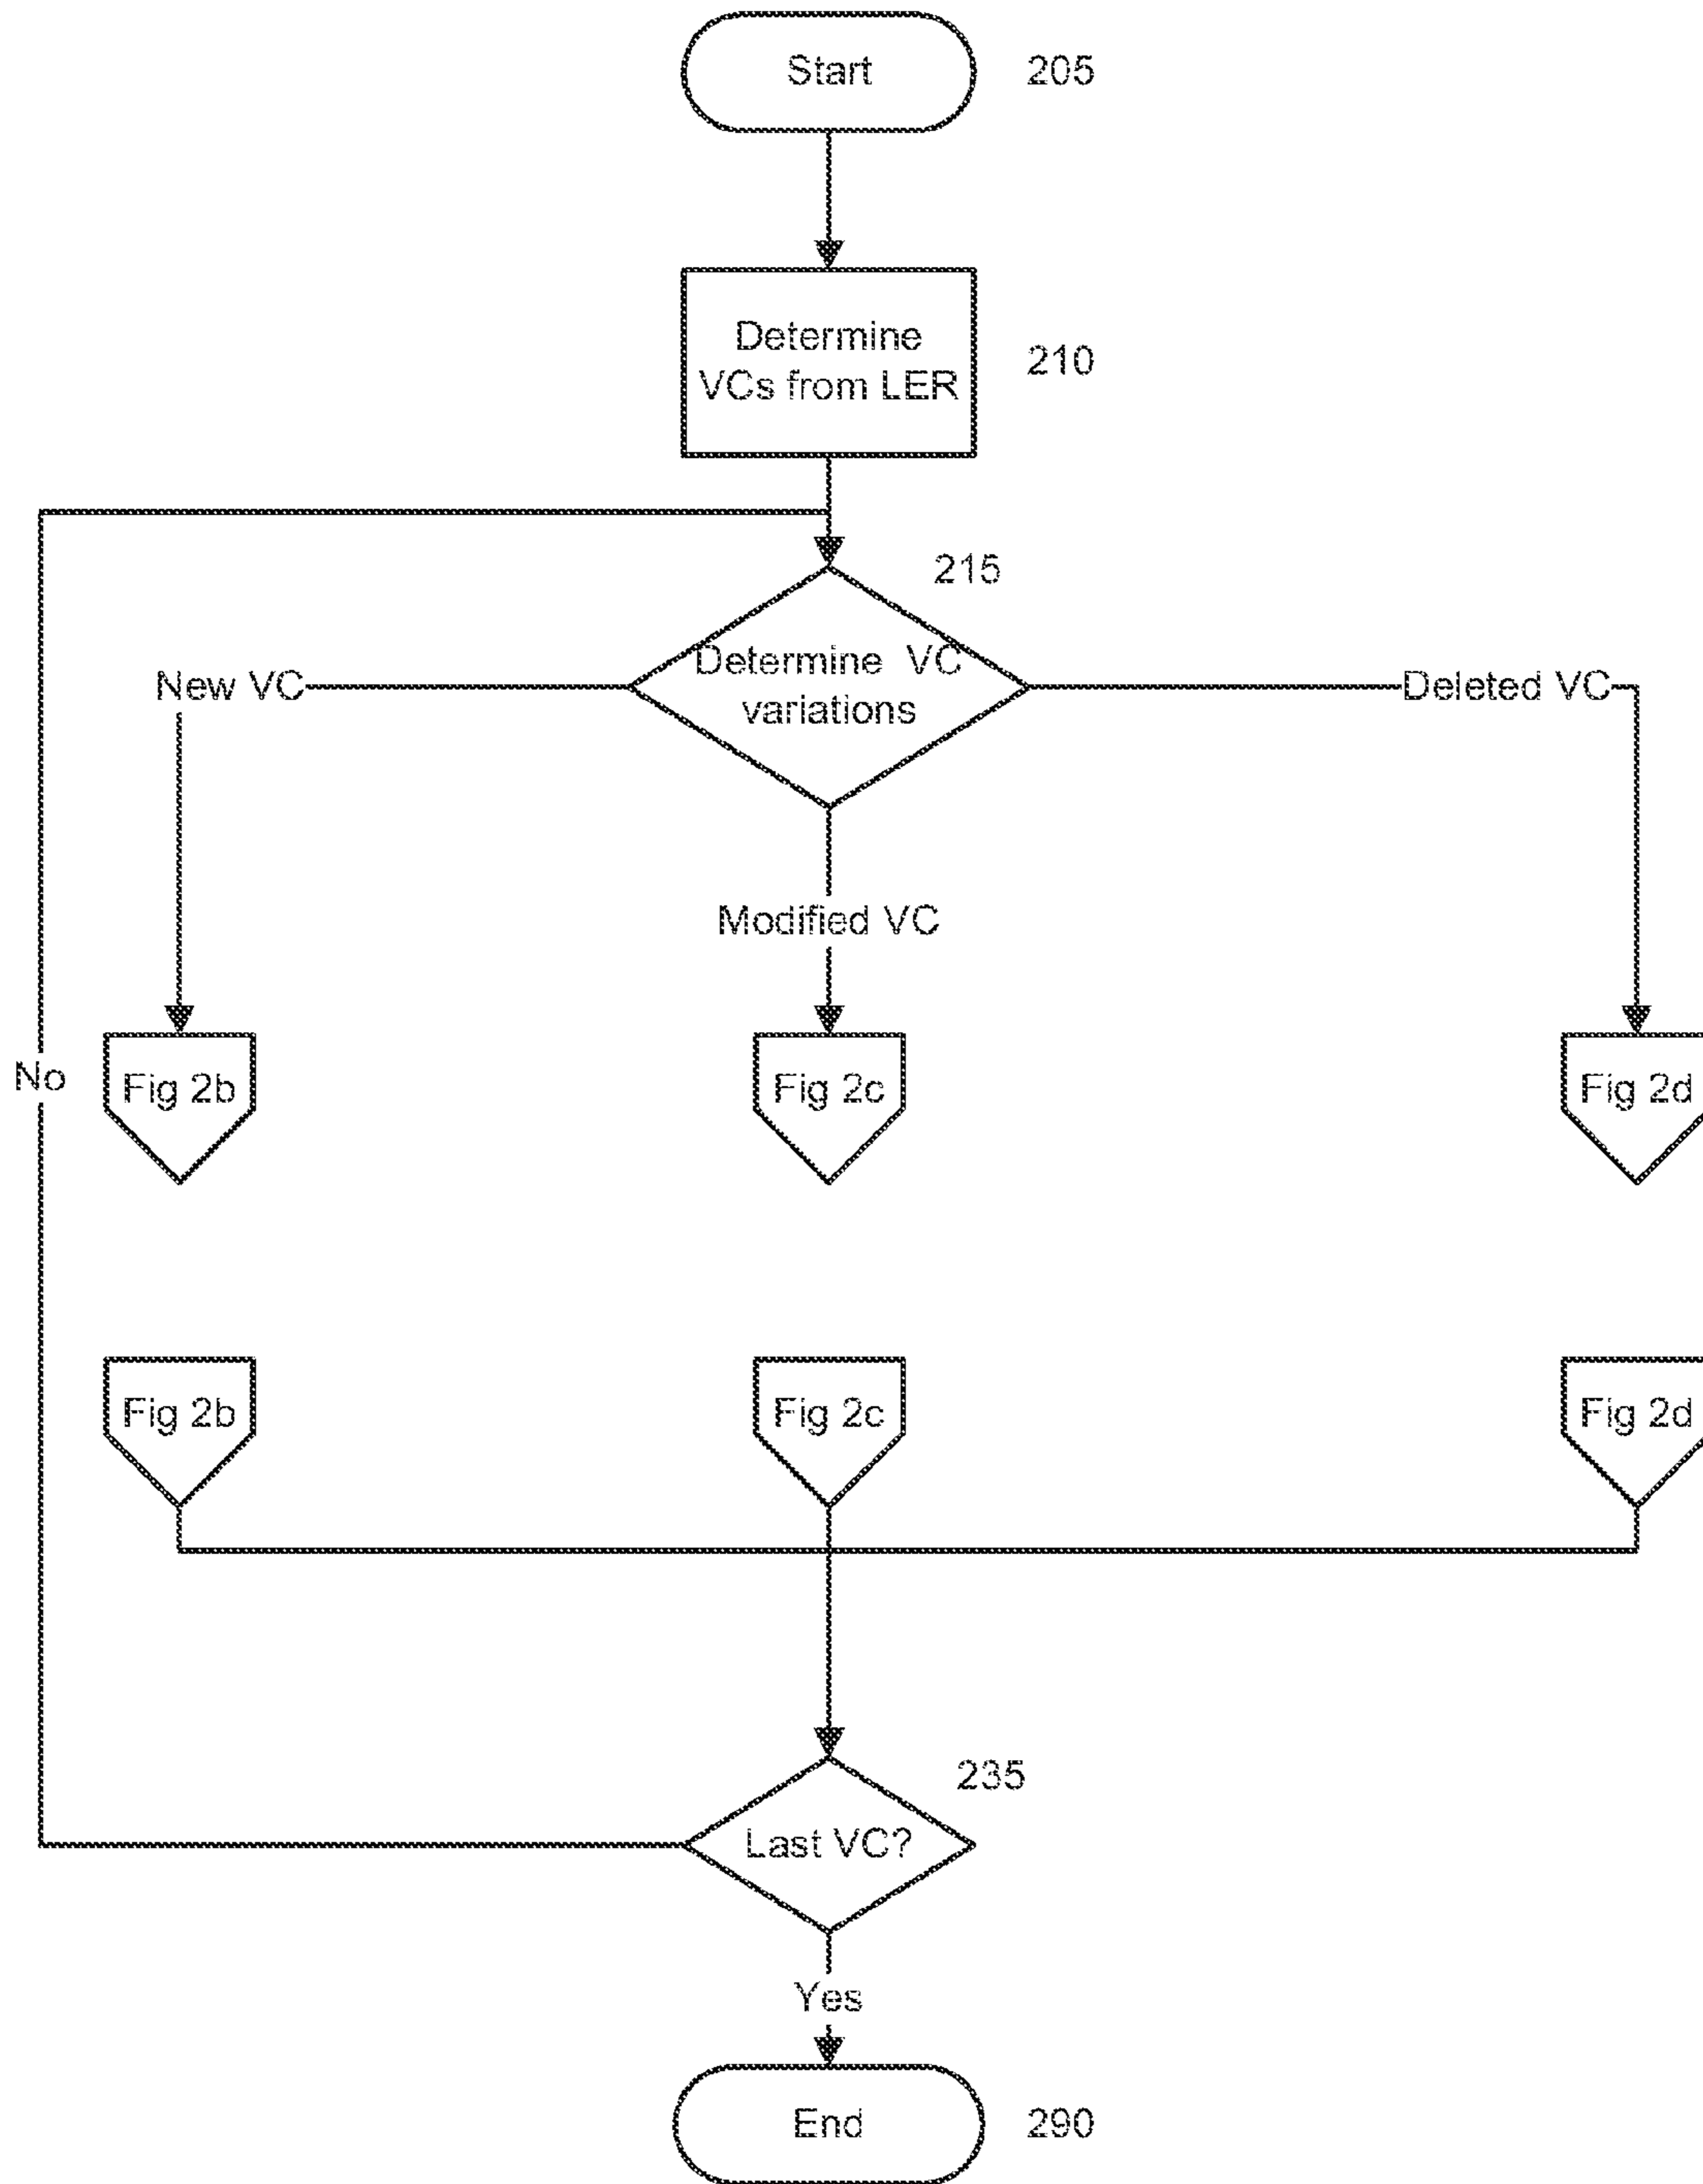 Start
205
Determine
VCs from LER
210
215
Determine VC
variations
New VC
Deleted VC
Modified VC
No
Fig 2b
Fig 2c
Fig 2d
Fig 2b
Fig 2c
Fig 2d
235
Last VC?
Yes
End
290